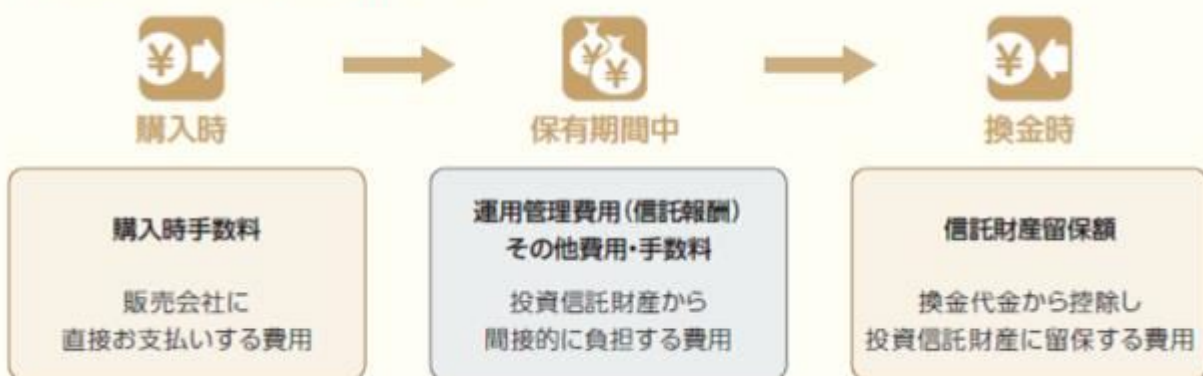 購入時
保有期間中
換金時
購入時手数料
販売会社に
直接お支払いする費用
運用管理費用(信託報酬)
その他費用・手数料
投資信託財産から
間接的に負担する費用
信託財産留保額
換金代金から控除し
投資信託財産に留保する費用